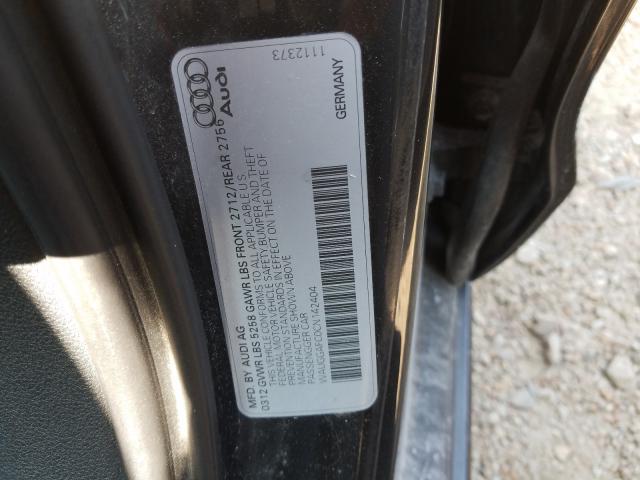 MFD. BY AUDI AG
0312 GVWR LBS 5258 GAWR LBS FRONT 2712/REAR 2756
THIS VEHICLE CONFORMS TO ALL APPLICABLE U.S.
FEDERAL MOTOR VEHICLE SAFETY BUMPER AND THEFT
PREVENTION STANDARDS IN EFFECT ON THE DATE OF
MANUFACTURE SHOWN ABOVE
PASSENGER CAR
WAUGGAFC0CN142404
Audi
1112373
GERMANY